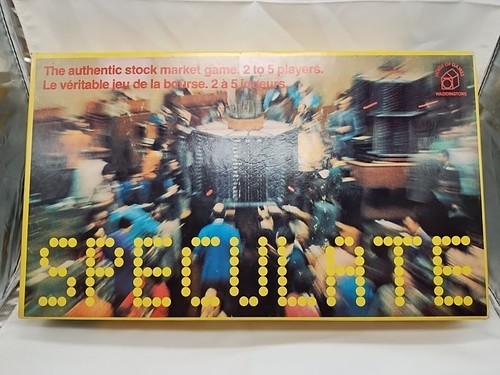 The authentic stock market game. 2 to 5 players.
Le véritable jeu de la bourse. 2 à 5 joueurs.
WADDINGTONS
SPECULATE